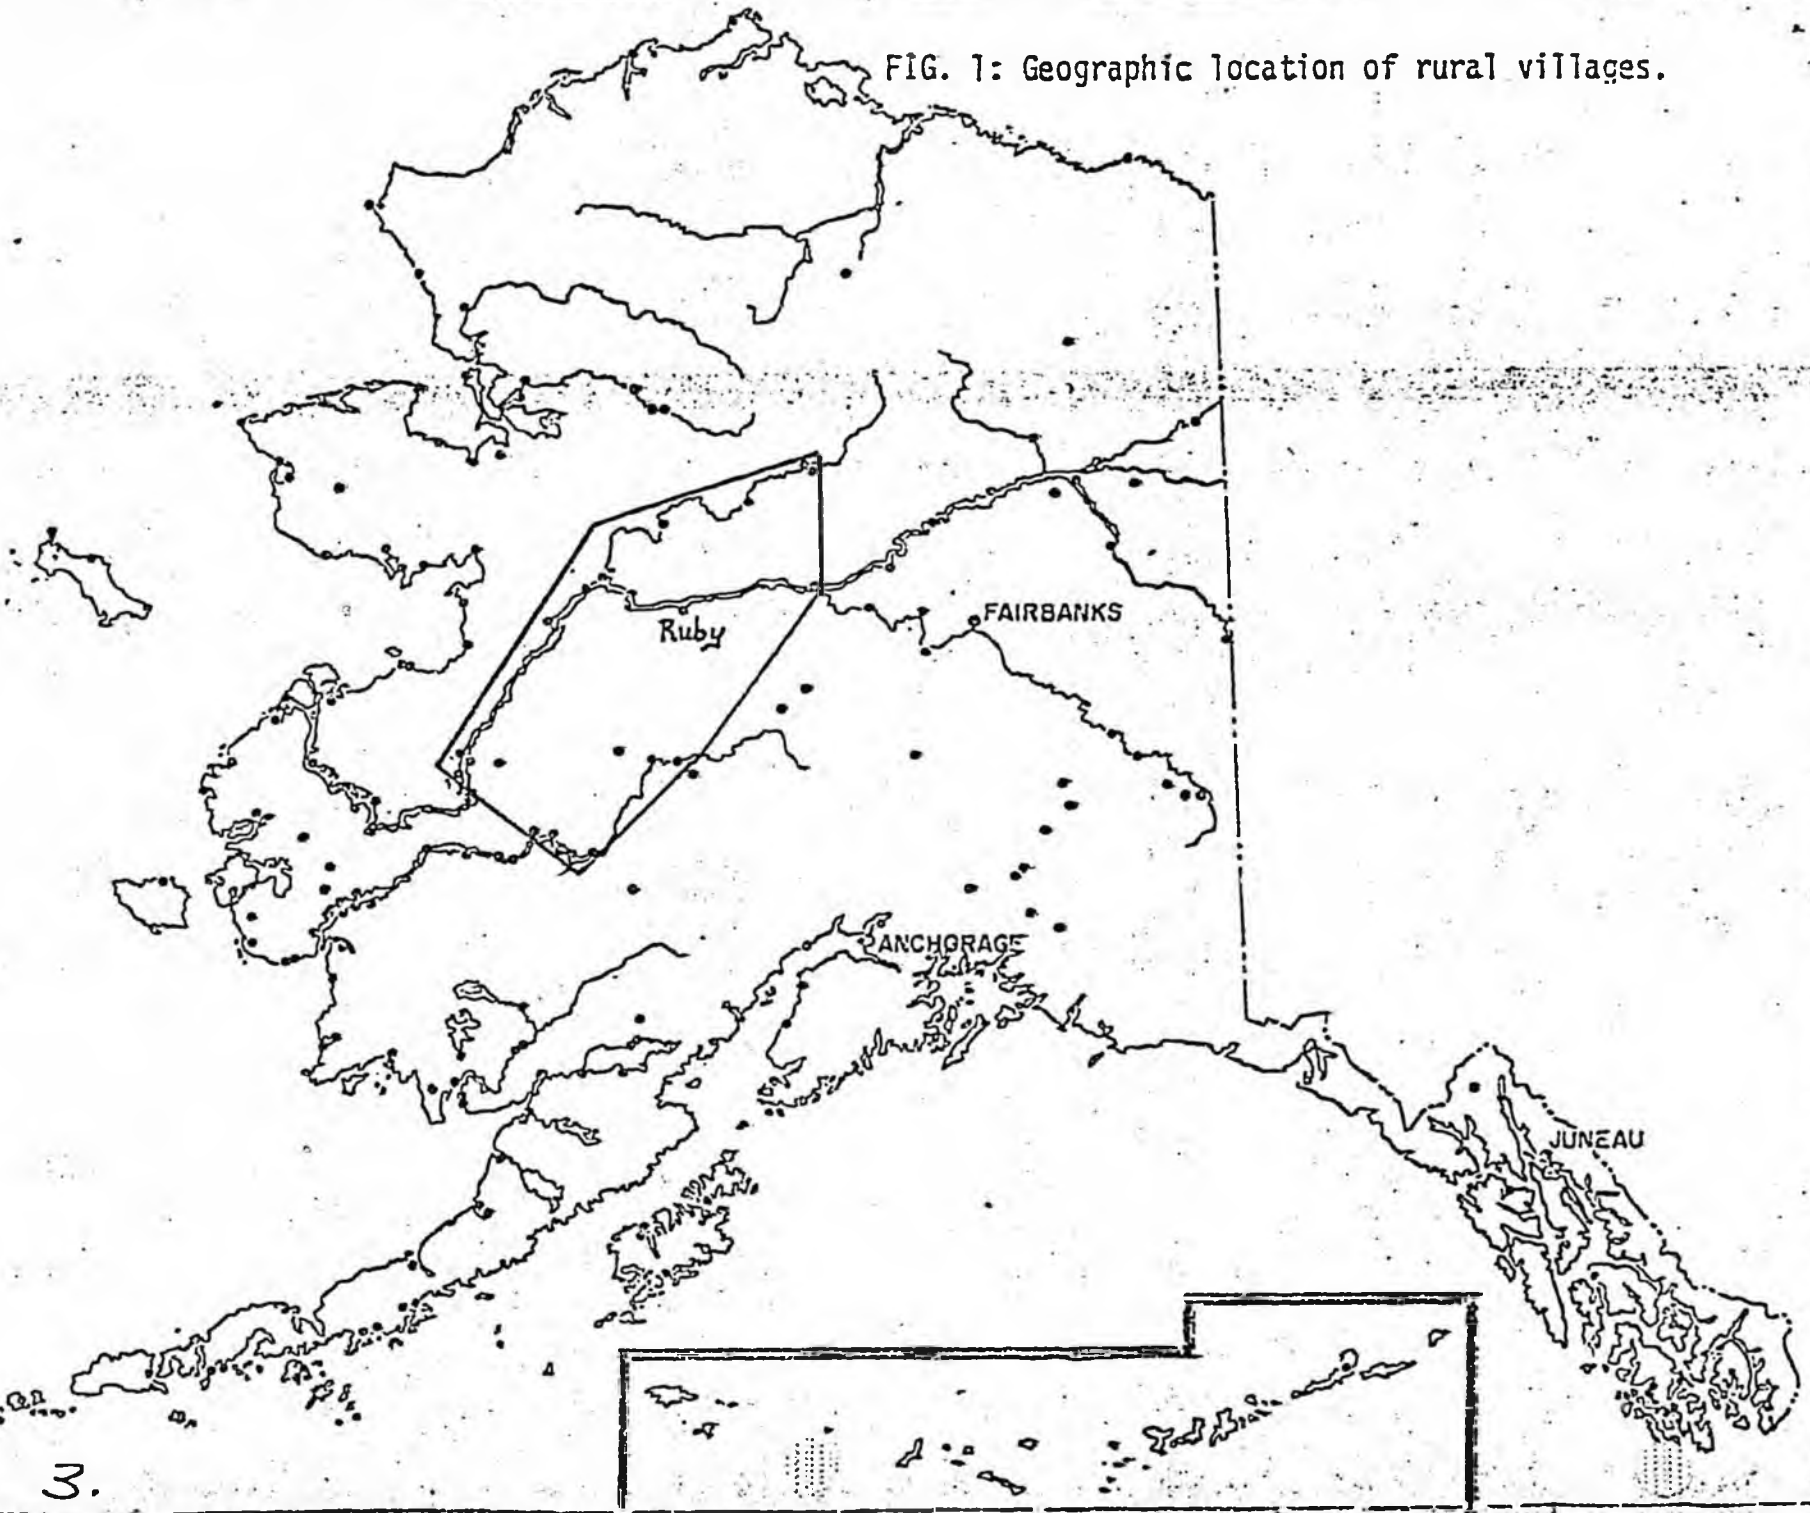 FIG. 1: Geographic location of rural villages.
FAIRBANKS
Ruby
ANCHORAGE
JUNEAU
3.